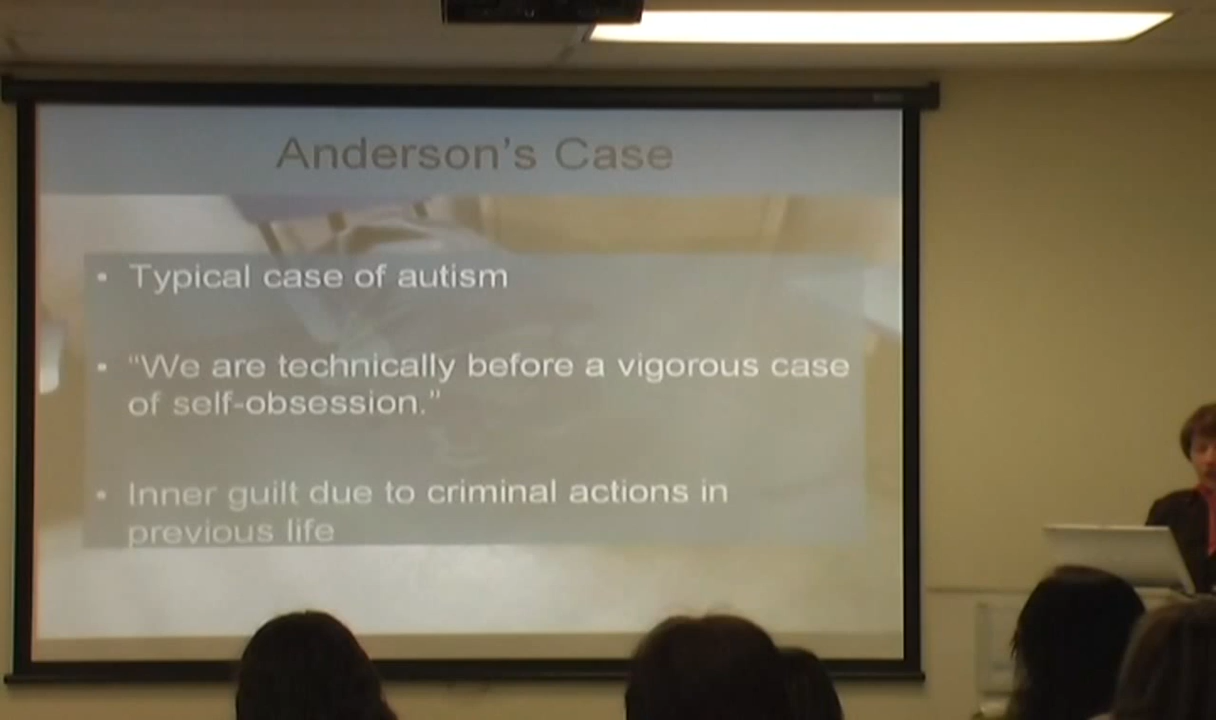 Anderson's Case
• Typical case of autism
• "We are technically before a vigorous case
of self-obsession."
• Inner guilt due to criminal actions in
previous life